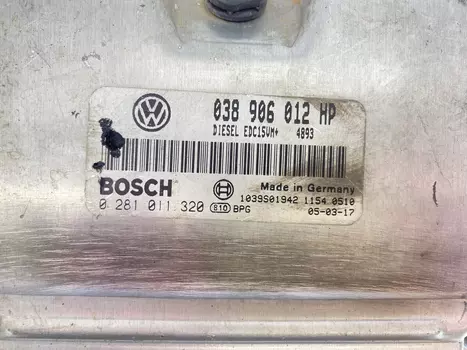 038 906 012 HP
DIESEL EDC15VM+ 4893
BOSCH Made in Germany
0 281 011 320 S10 BPG 1039S01942 1154 0510
05-03-17